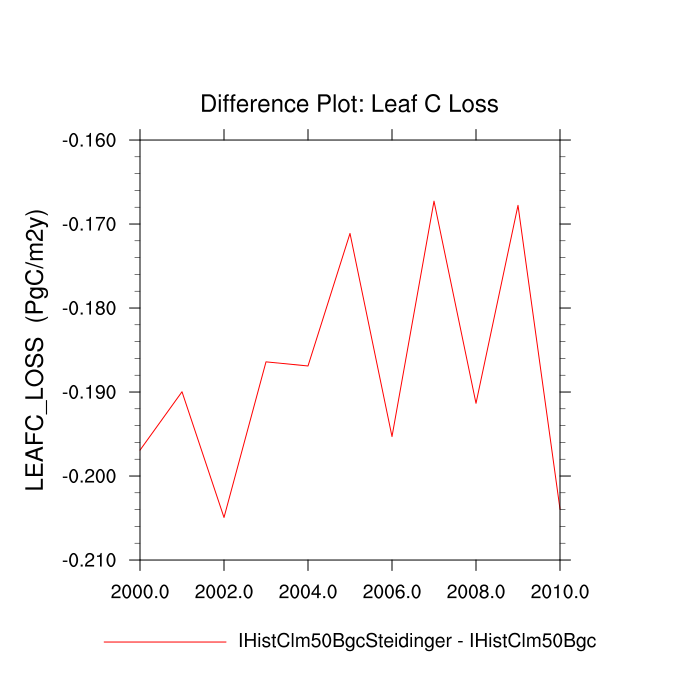 Difference Plot: Leaf C Loss
-0.160
-0.170
-0.180
-0.190
-0.200
-0.210
LEAFC_LOSS (PgC/m2y)
2000.0 2002.0 2004.0 2006.0 2008.0 2010.0
IHistClm50BgcSteidinger - IHistClm50Bgc